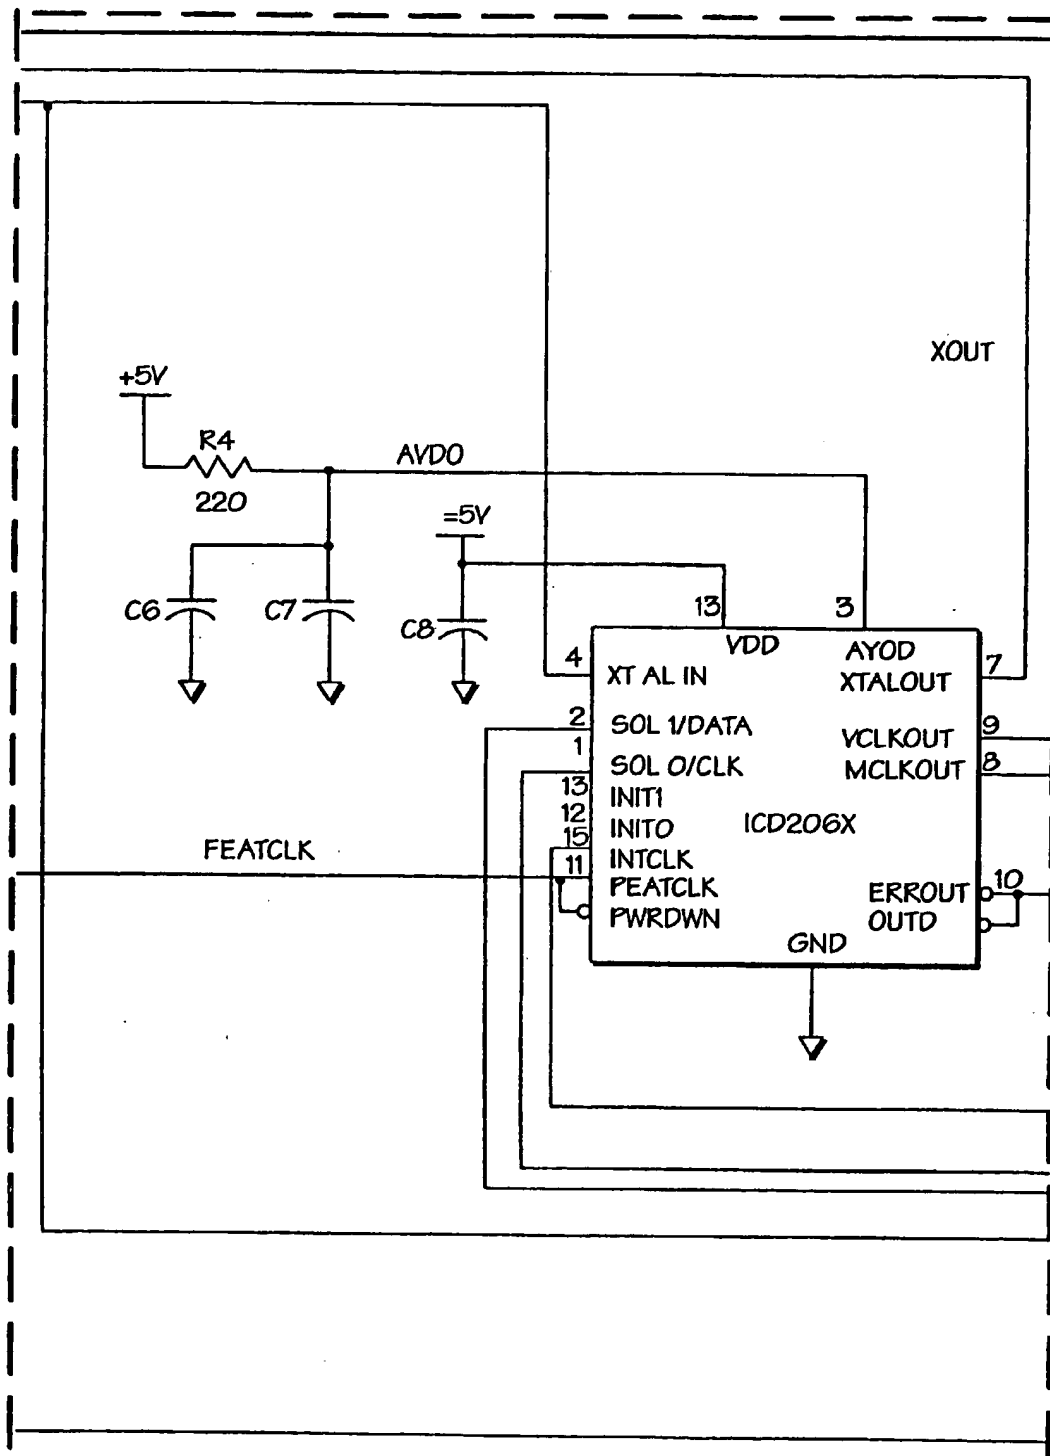 XOUT
+5V
R4
220
AVDO
=5V
C6
C7
C8
13
3
4
7
VDD
AYOD
XT AL IN
XTALOUT
2
SOL 1/DATA
9
VCLKOUT
1
SOL O/CLK
8
MCLKOUT
13
INIT1
12
INITO
ICD206X
15
INTCLK
FEATCLK
11
PEATCLK
ERROUT
10
PWRDWN
OUTD
GND